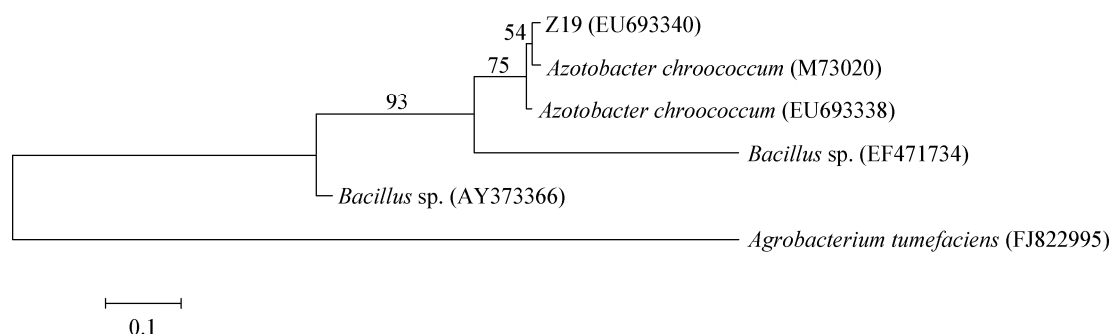 54
Z19 (EU693340)
75
Azotobacter chroococcum (M73020)
93
Azotobacter chroococcum (EU693338)
Bacillus sp. (EF471734)
Bacillus sp. (AY373366)
Agrobacterium tumefaciens (FJ822995)
0.1